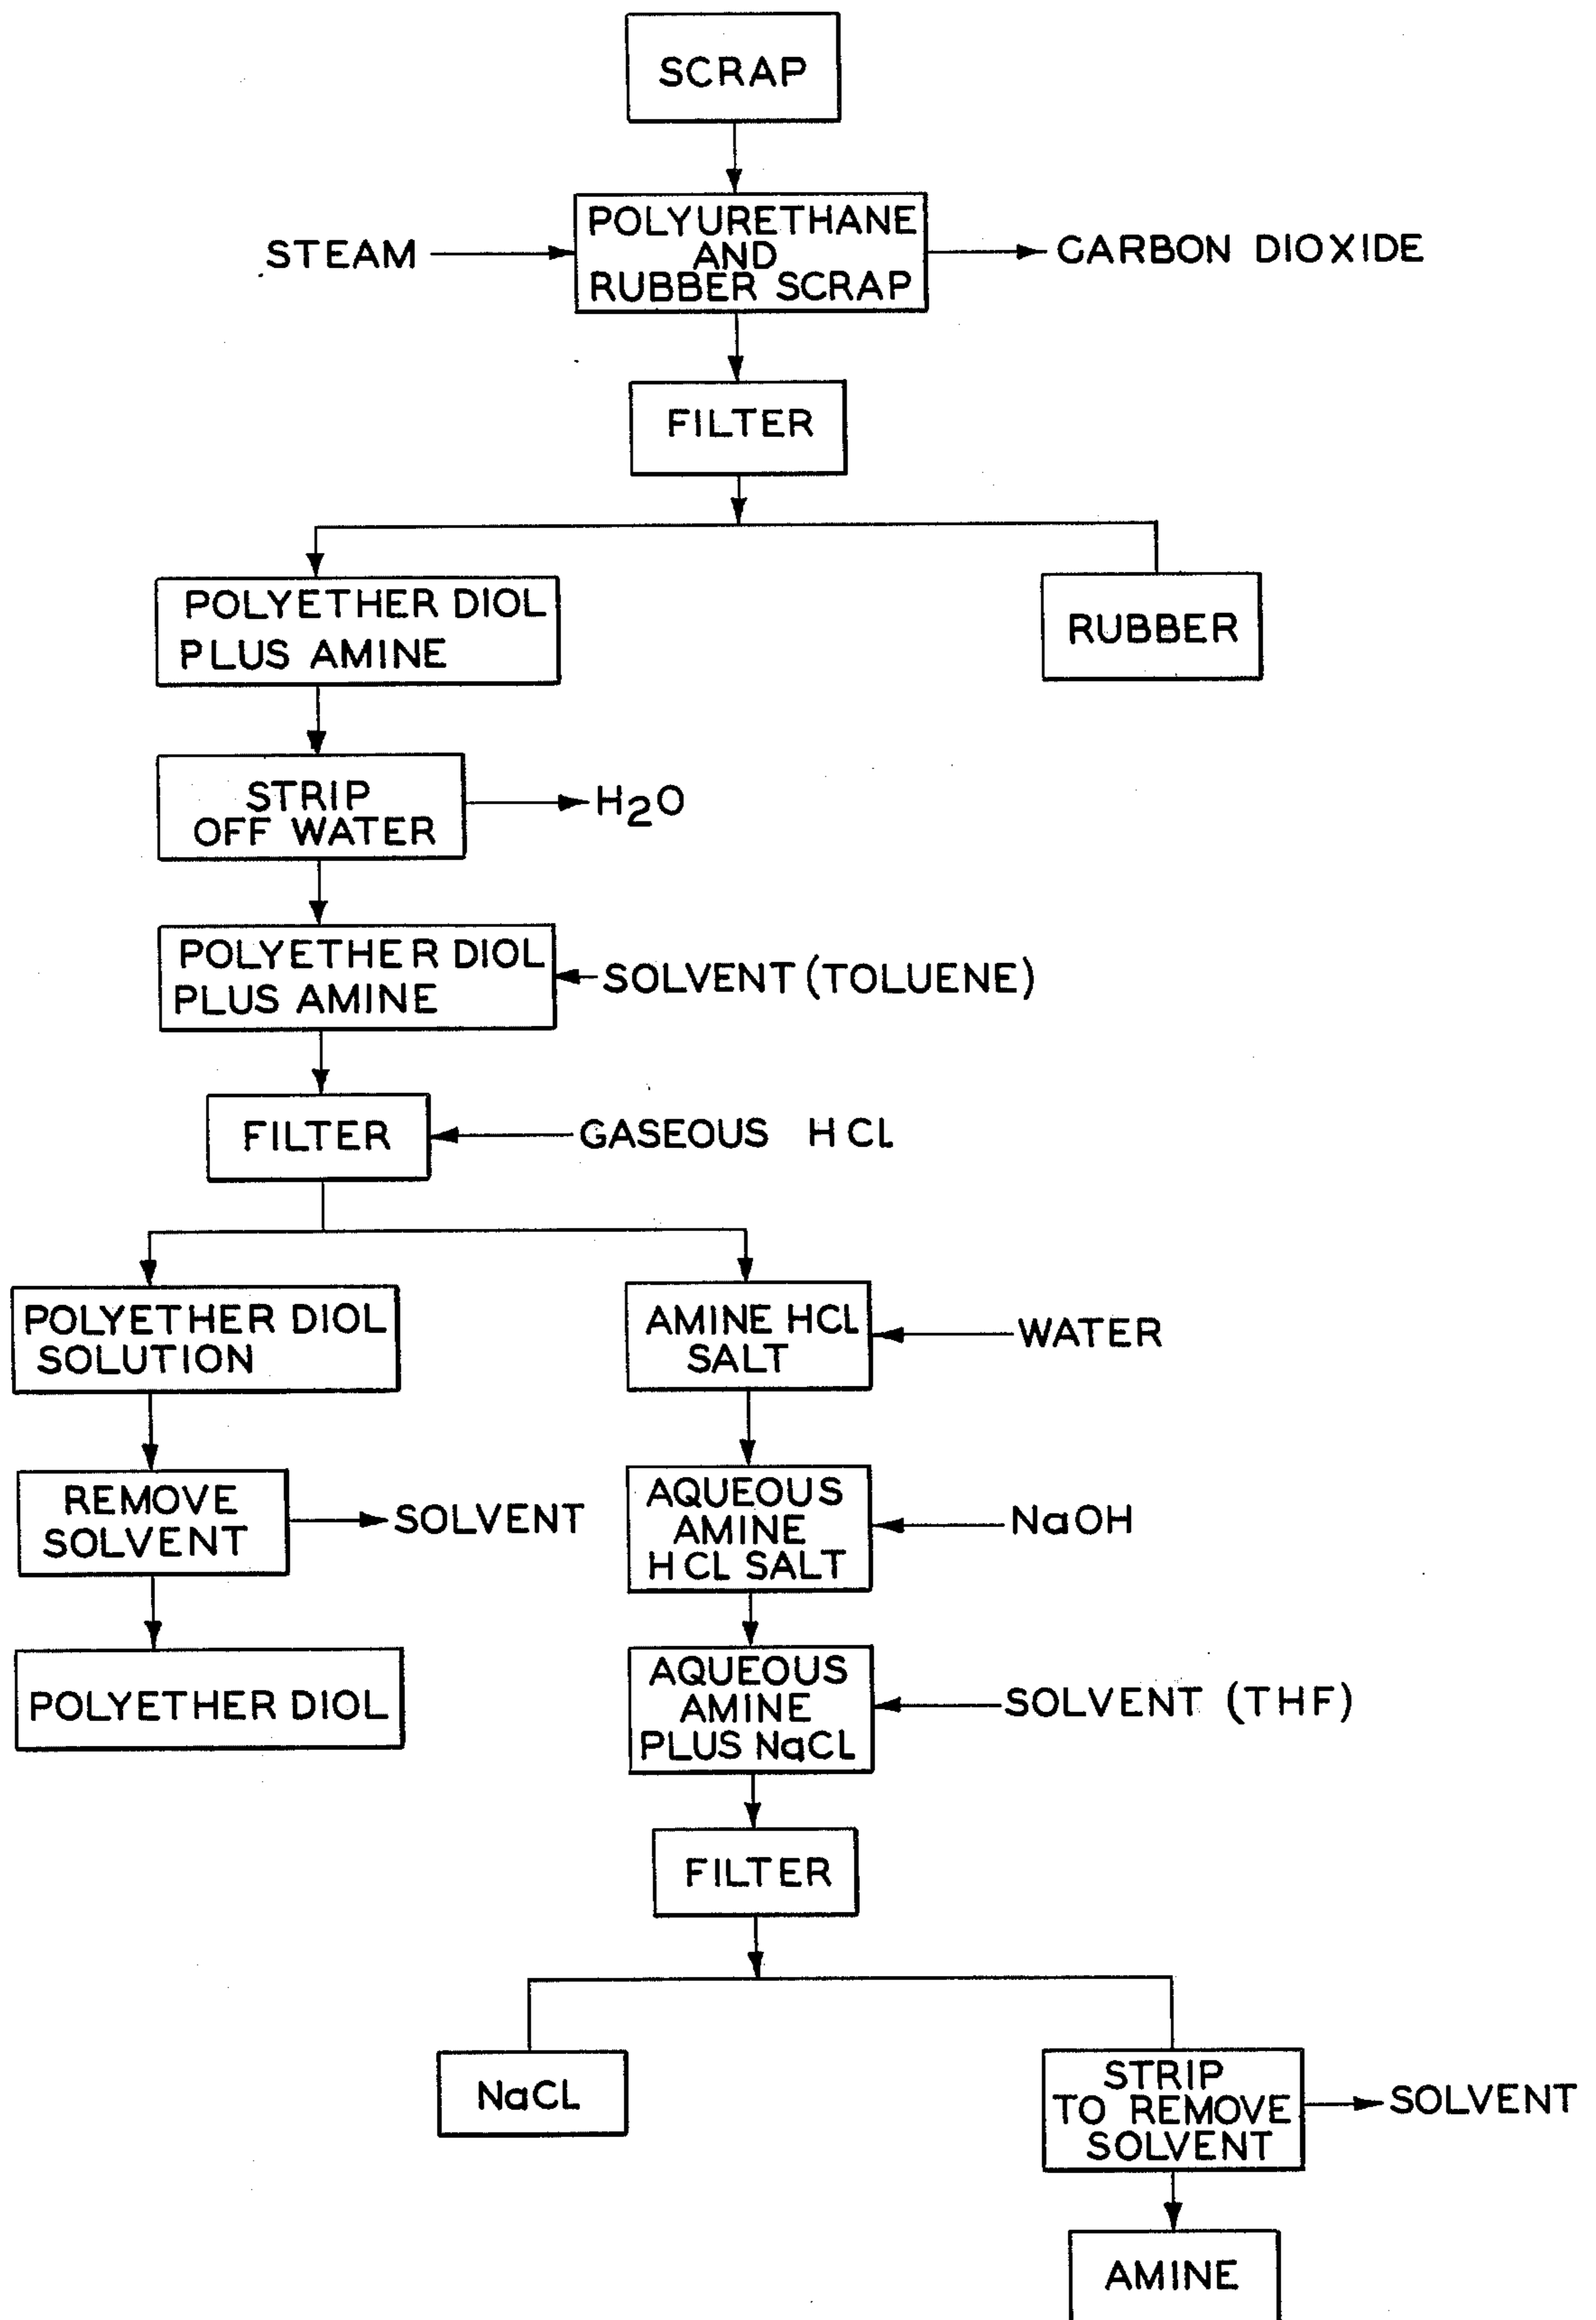 SCRAP
STEAM
POLYURETHANE
AND
RUBBER SCRAP
CARBON DIOXIDE
FILTER
POLYETHER DIOL
PLUS AMINE
RUBBER
STRIP
OFF WATER
H2O
POLYETHER DIOL
PLUS AMINE
SOLVENT (TOLUENE)
FILTER
GASEOUS HCL
POLYETHER DIOL
SOLUTION
AMINE HCL
SALT
WATER
REMOVE
SOLVENT
SOLVENT
AQUEOUS
AMINE
HCL SALT
NaOH
POLYETHER DIOL
AQUEOUS
AMINE
PLUS NaCL
SOLVENT (THF)
FILTER
NaCL
STRIP
TO REMOVE
SOLVENT
SOLVENT
AMINE